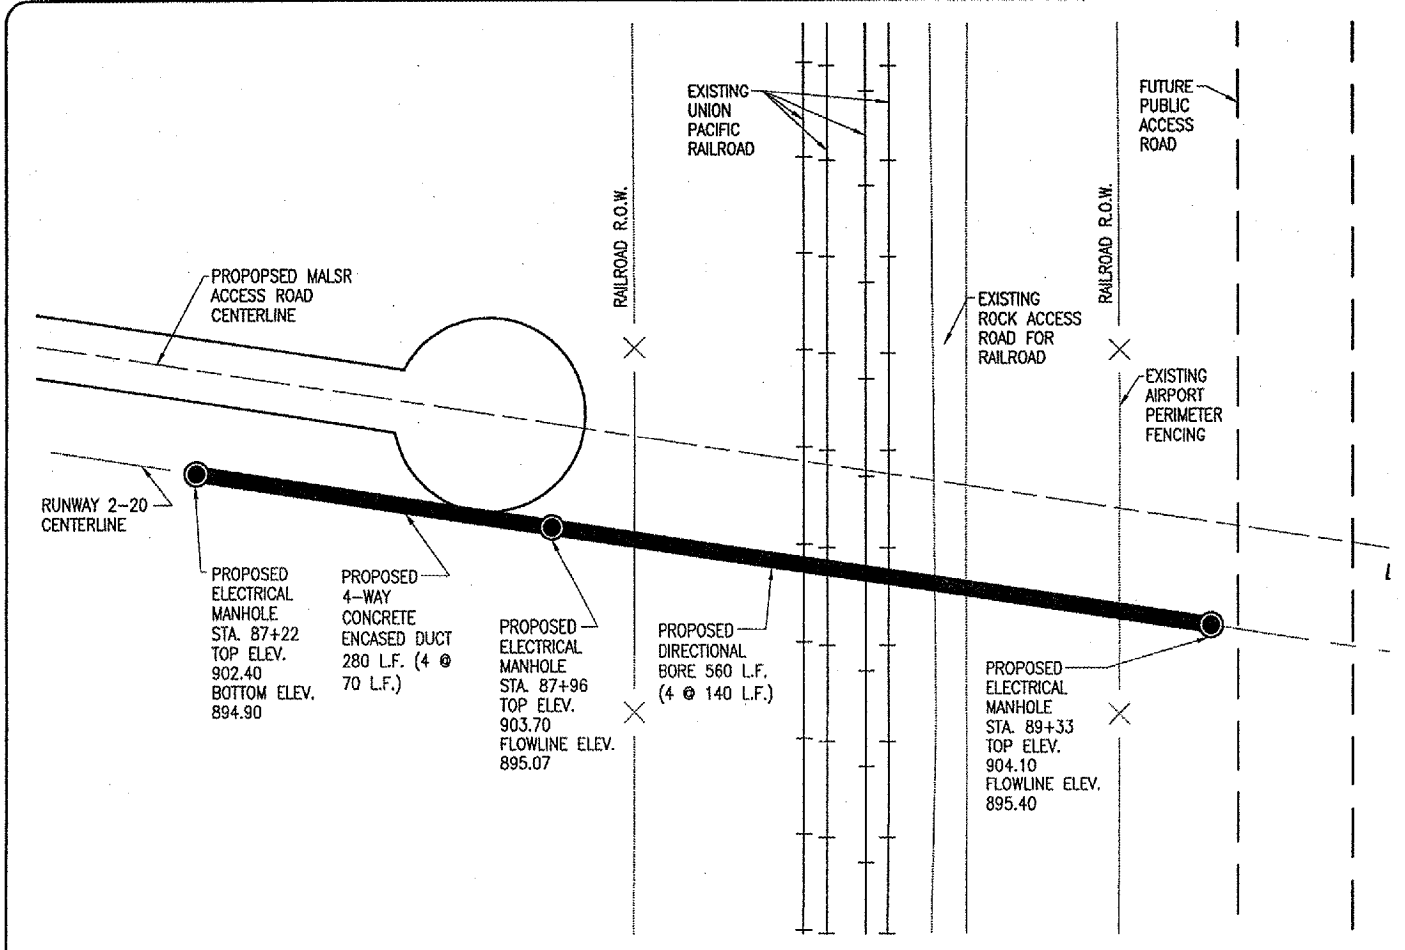 EXISTING
UNION
PACIFIC
RAILROAD
FUTURE
PUBLIC
ACCESS
ROAD
RAILROAD R.O.W.
RAILROAD R.O.W.
PROPOPSED MALSR
ACCESS ROAD
CENTERLINE
EXISTING
ROCK ACCESS
ROAD FOR
RAILROAD
EXISTING
AIRPORT
PERIMETER
FENCING
RUNWAY 2-20
CENTERLINE
PROPOSED
ELECTRICAL
MANHOLE
STA. 87+22
TOP ELEV.
902.40
BOTTOM ELEV.
894.90
PROPOSED
4-WAY
CONCRETE
ENCASED DUCT
280 L.F. (4 @
70 L.F.)
PROPOSED
ELECTRICAL
MANHOLE
STA. 87+96
TOP ELEV.
903.70
FLOWLINE ELEV.
895.07
PROPOSED
DIRECTIONAL
BORE 560 L.F.
(4 @ 140 L.F.)
PROPOSED
ELECTRICAL
MANHOLE
STA. 89+33
TOP ELEV.
904.10
FLOWLINE ELEV.
895.40